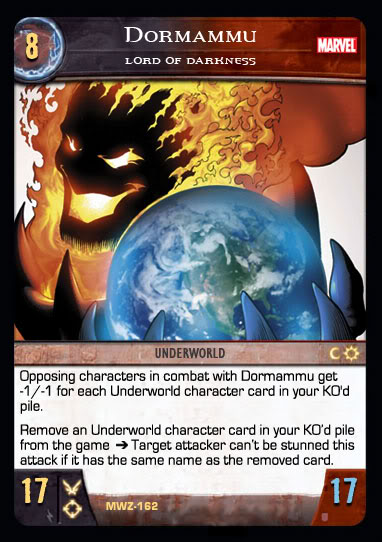 8
Dormammu
Lord of Darkness
MARVEL
UNDERWORLD
C
Opposing characters in combat with Dormammu get
-1/-1 for each Underworld character card in your KO'd
pile.
Remove an Underworld character card in your KO'd pile
from the game ➔ Target attacker can't be stunned this
attack if it has the same name as the removed card.
17
MWZ-162
17